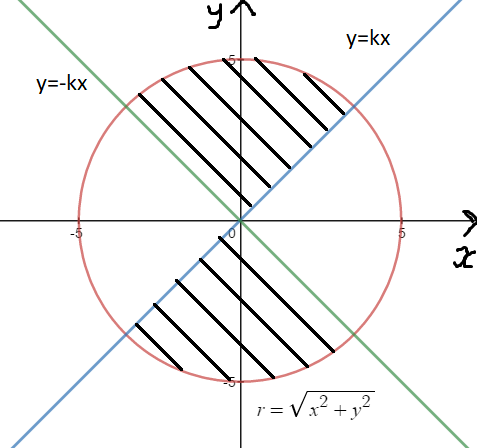 y
y=kx
5
y=-kx
-5
0
5
x
-5
r = √x² + y²